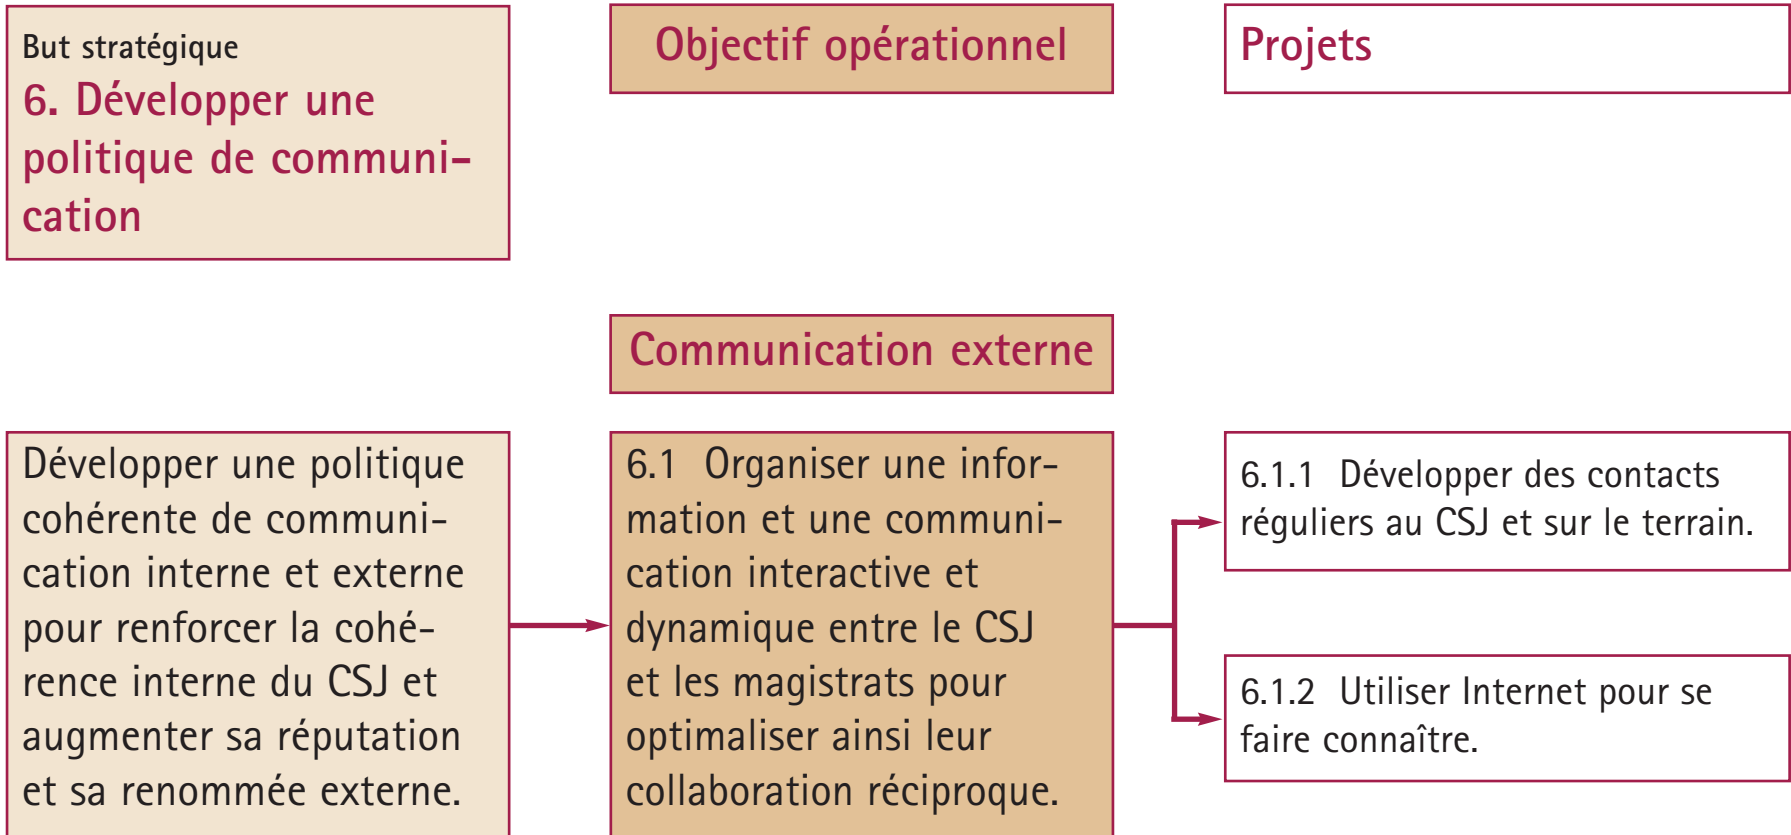 But stratégique
6. Développer une
politique de communi-
cation
Objectif opérationnel
Projets
Communication externe
Développer une politique
cohérente de communi-
cation interne et externe
pour renforcer la cohé-
rence interne du CSJ et
augmenter sa réputation
et sa renommée externe.
6.1 Organiser une infor-
mation et une communi-
cation interactive et
dynamique entre le CSJ
et les magistrats pour
optimaliser ainsi leur
collaboration réciproque.
6.1.1 Développer des contacts
réguliers au CSJ et sur le terrain.
6.1.2 Utiliser Internet pour se
faire connaître.